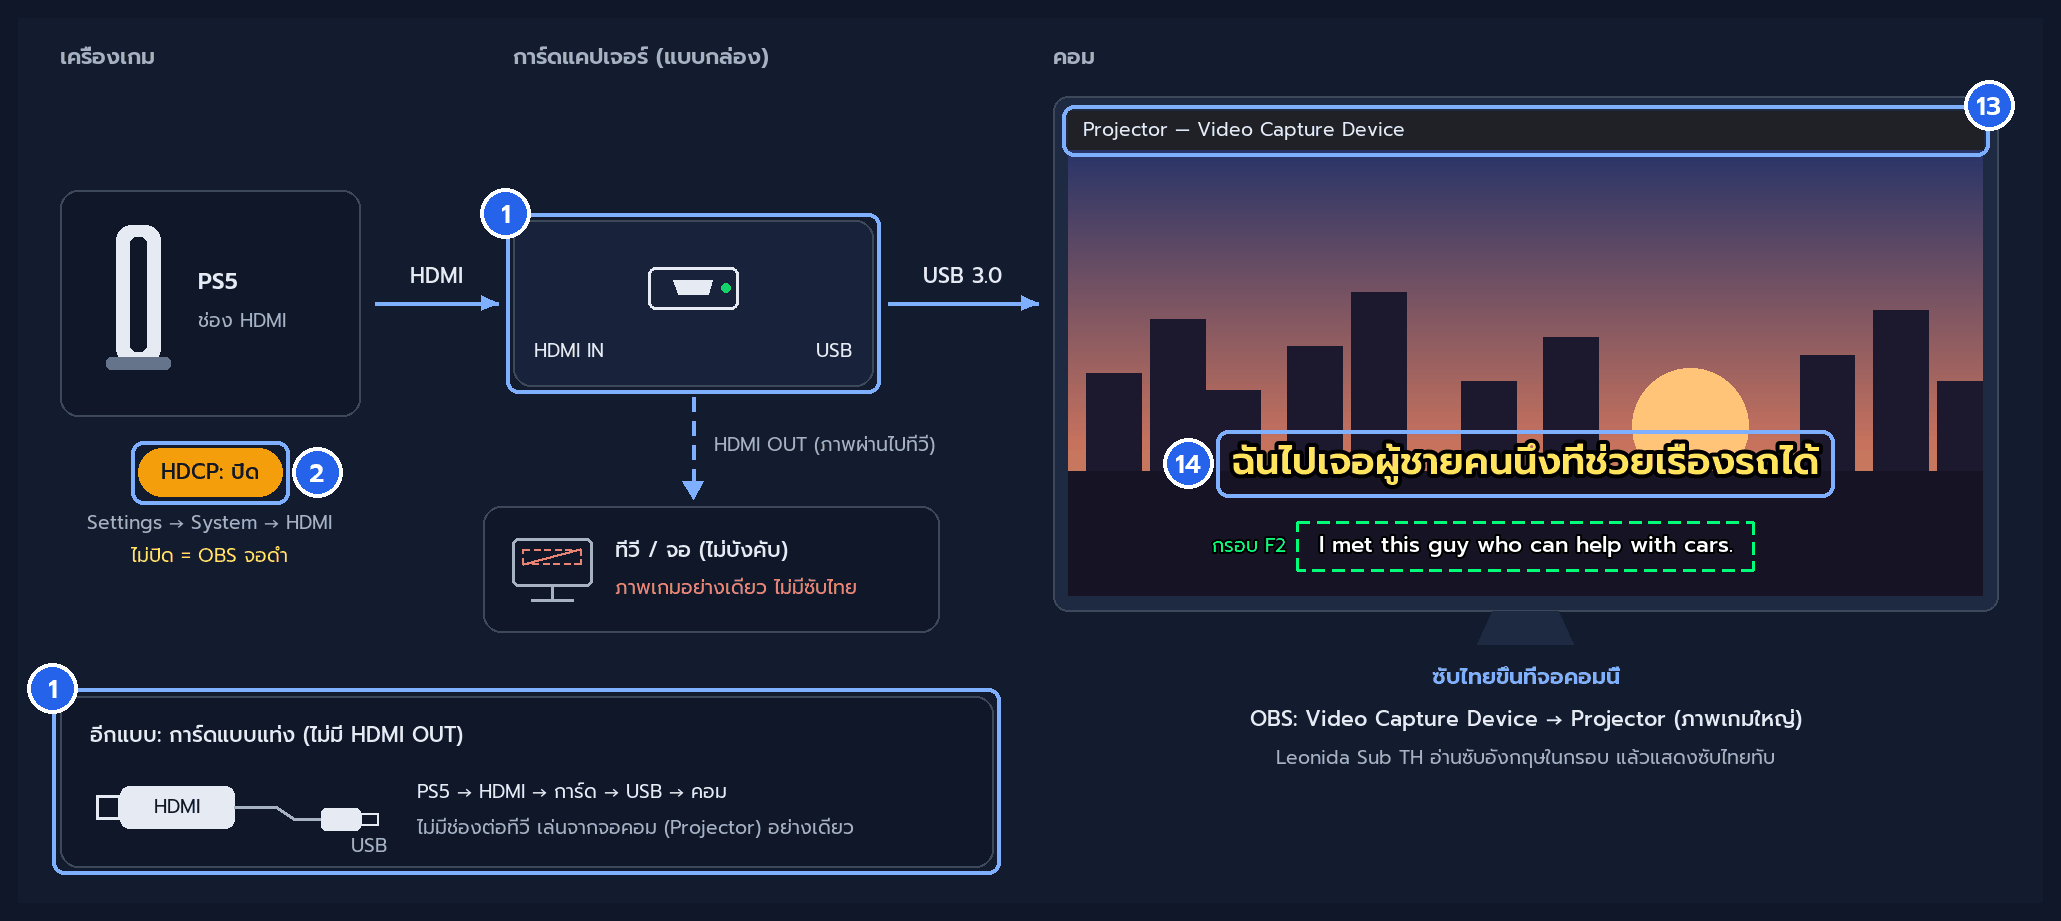 เครื่องเกม
การ์ดแคปเจอร์ (แบบกล่อง)
คอม
13
Projector — Video Capture Device
1
PS5
ช่อง HDMI
HDMI
HDMI IN
USB
USB 3.0
HDMI OUT (ภาพผ่านไปทีวี)
HDCP: ปิด
2
Settings → System → HDMI
ไม่ปิด = OBS จอดำ
ทีวี / จอ (ไม่บังคับ)
ภาพเกมอย่างเดียว ไม่มีซับไทย
14
ฉันไปเจอผู้ชายคนนึงที่ช่วยเรื่องรถได้
กรอบ F2
I met this guy who can help with cars.
ซับไทยขึ้นที่จอคอมนี้
OBS: Video Capture Device → Projector (ภาพเกมใหญ่)
Leonida Sub TH อ่านซับอังกฤษในกรอบ แล้วแสดงซับไทยทับ
1
อีกแบบ: การ์ดแบบแท่ง (ไม่มี HDMI OUT)
HDMI
USB
PS5 → HDMI → การ์ด → USB → คอม
ไม่มีช่องต่อทีวี เล่นจากจอคอม (Projector) อย่างเดียว